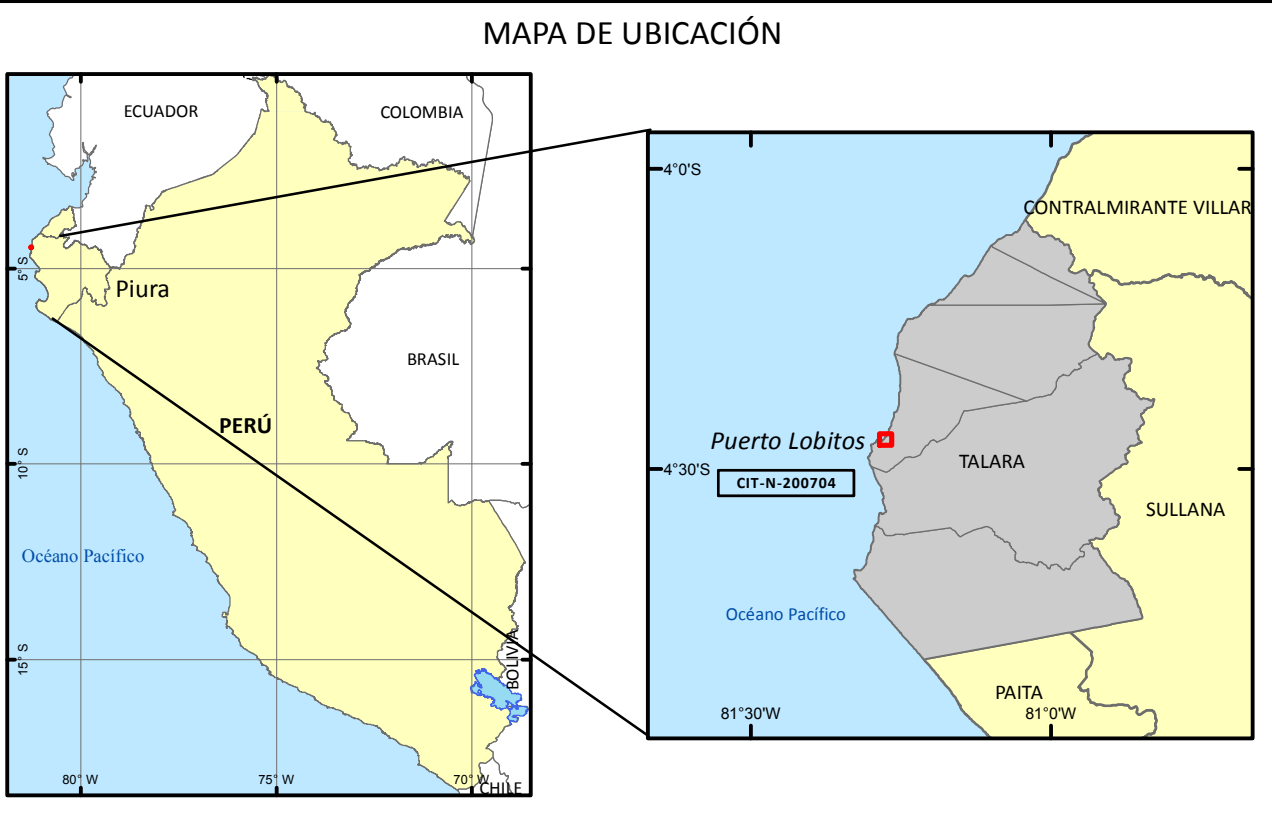 MAPA DE UBICACIÓN
ECUADOR
COLOMBIA
5°S
Piura
BRASIL
PERÚ
10°S
Océano Pacífico
15°S
BOLIVIA
80°W
75°W
70°W
CHILE
4°0'S
CONTRALMIRANTE VILLAR
Puerto Lobitos
4°30'S
CIT-N-200704
TALARA
SULLANA
Océano Pacífico
PAITA
81°30'W
81°0'W